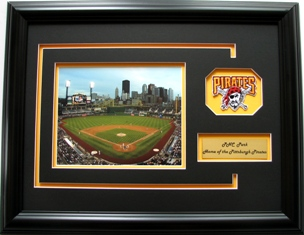 PIRATES
PNC Park
Home of the Pittsburgh Pirates